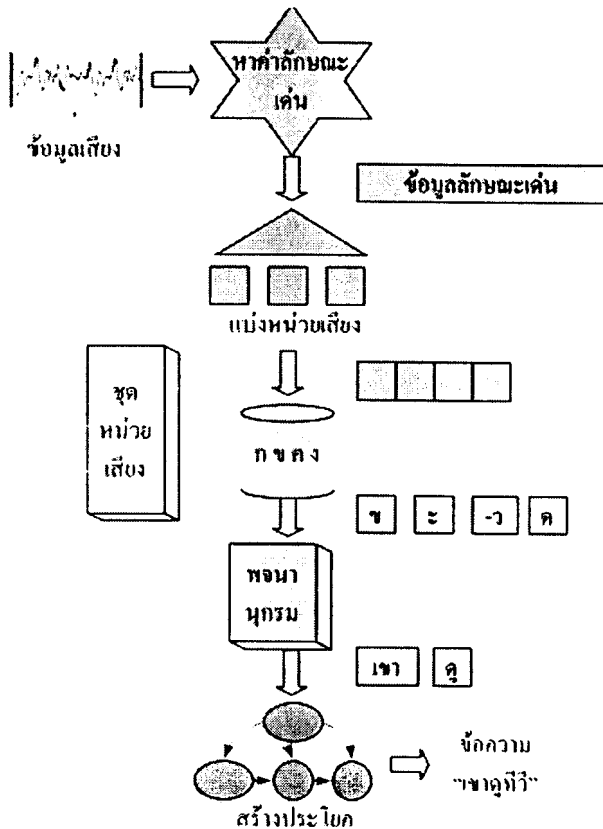 หาค่าลักษณะ
เด่น
ข้อมูลเสียง
ข้อมูลลักษณะเด่น
แบ่งหน่วยเสียง
ชุด
หน่วย
เสียง
ก ข ค ง
ช ะ -ว ด
พจนา
นุกรม
เขา ดู
ข้อความ
"เขาดูทีวี"
สร้างประโยค